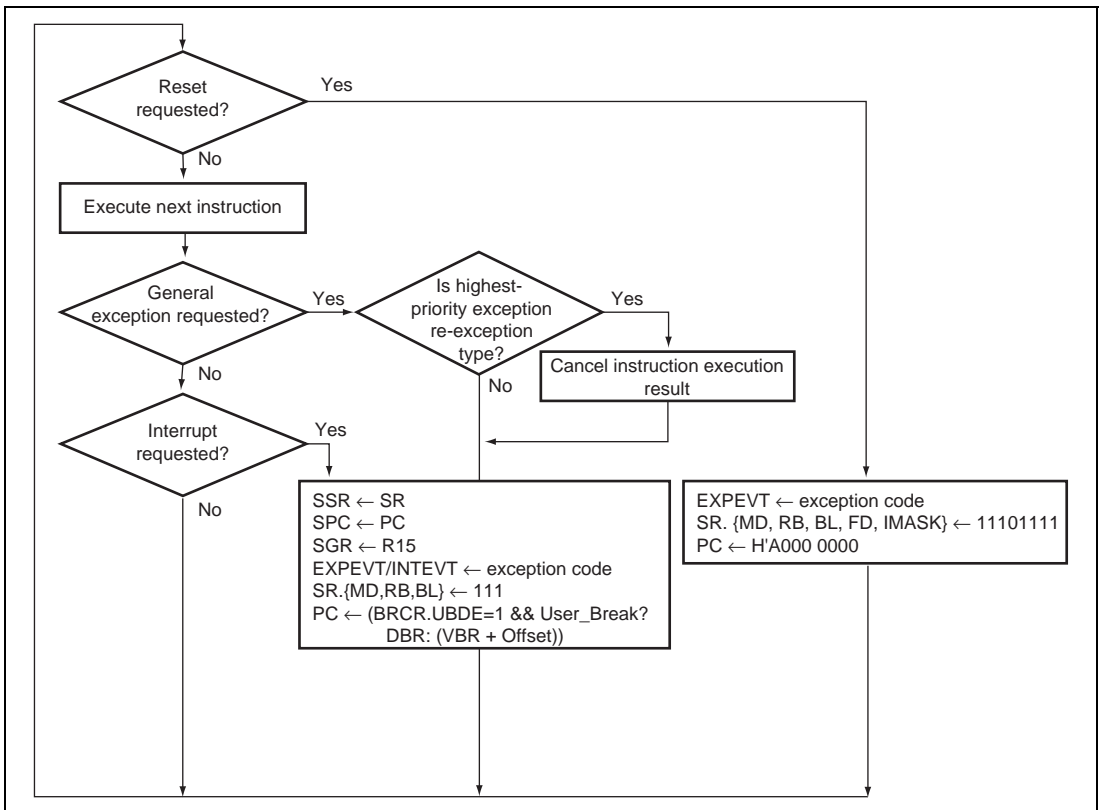 Reset
requested?
Yes
No
Execute next instruction
General
exception requested?
Yes
No
Is highest-
priority exception
re-exception
type?
Yes
No
Cancel instruction execution
result
Interrupt
requested?
Yes
No
SSR ← SR
SPC ← PC
SGR ← R15
EXPEVT/INTEVT ← exception code
SR.{MD,RB,BL} ← 111
PC ← (BRCR.UBDE=1 && User_Break?
DBR: (VBR + Offset))
EXPEVT ← exception code
SR. {MD, RB, BL, FD, IMASK} ← 11101111
PC ← H'A000 0000